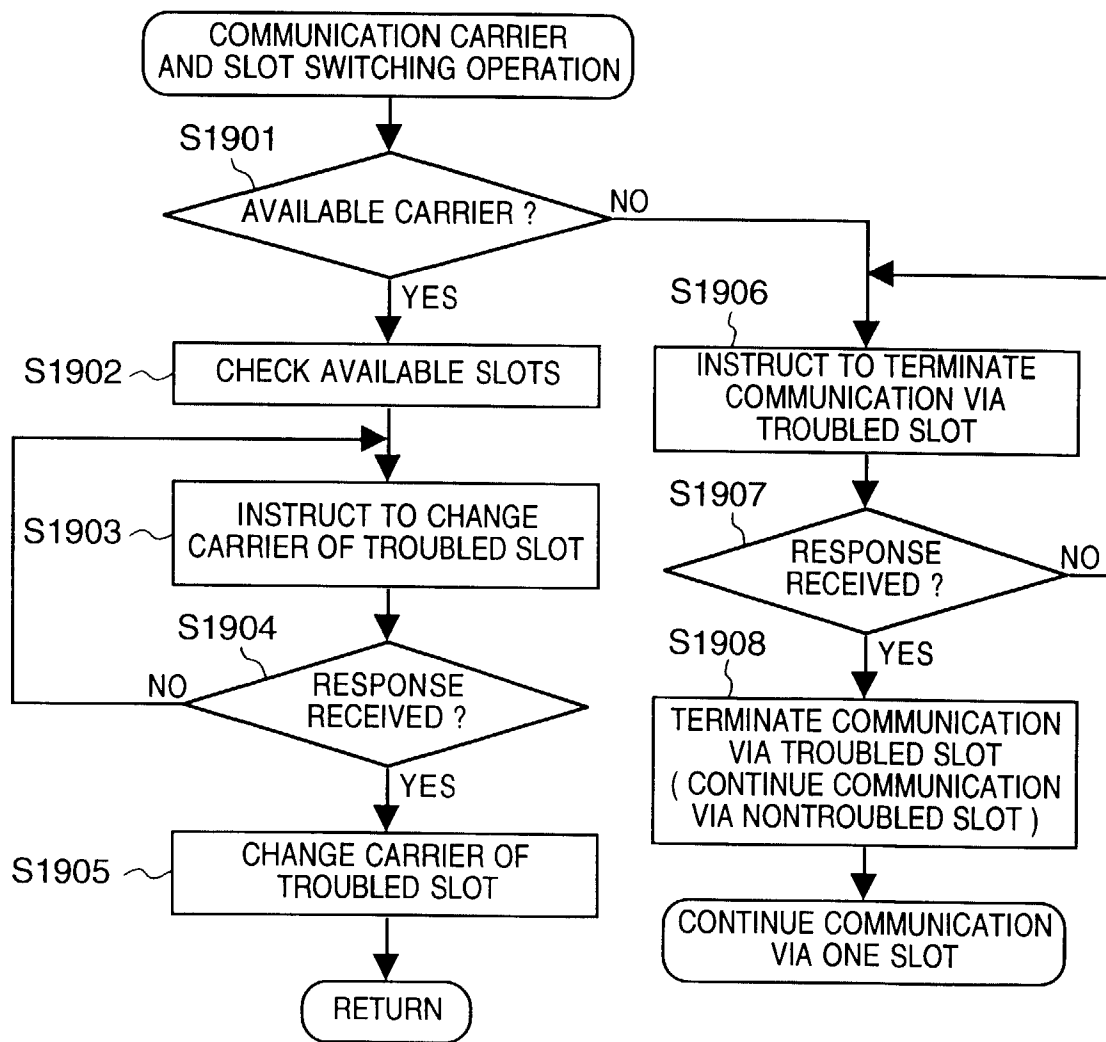 COMMUNICATION CARRIER
AND SLOT SWITCHING OPERATION
S1901
AVAILABLE CARRIER ?
NO
YES
S1902
CHECK AVAILABLE SLOTS
S1903
INSTRUCT TO CHANGE
CARRIER OF TROUBLED SLOT
S1904
RESPONSE
RECEIVED ?
NO
YES
S1905
CHANGE CARRIER OF
TROUBLED SLOT
RETURN
S1906
INSTRUCT TO TERMINATE
COMMUNICATION VIA
TROUBLED SLOT
S1907
RESPONSE
RECEIVED ?
NO
YES
S1908
TERMINATE COMMUNICATION
VIA TROUBLED SLOT
( CONTINUE COMMUNICATION
VIA NONTROUBLED SLOT )
CONTINUE COMMUNICATION
VIA ONE SLOT